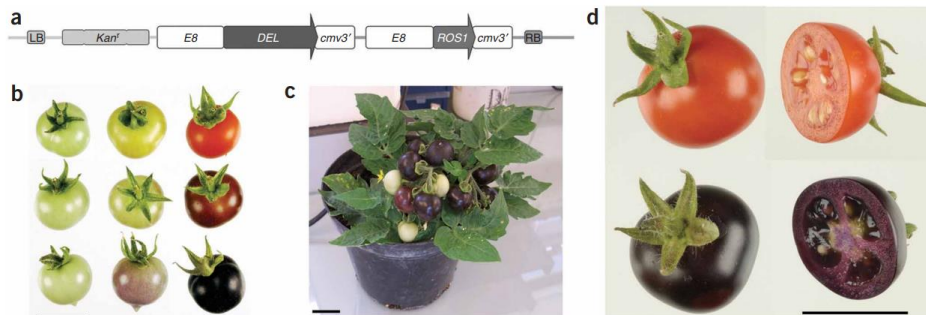 a
LB Kanʳ E8 DEL cmv3′ E8 ROS1 cmv3′ RB
b
c
d